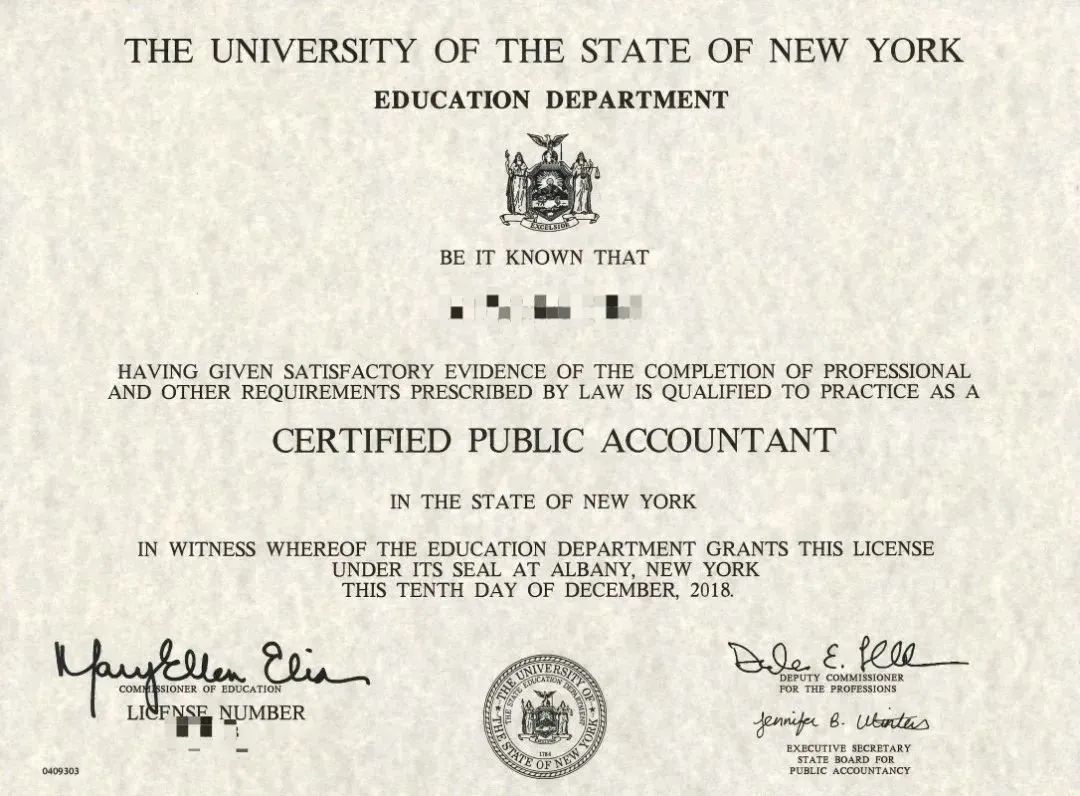 THE UNIVERSITY OF THE STATE OF NEW YORK
EDUCATION DEPARTMENT
EXCELSIOR
BE IT KNOWN THAT
HAVING GIVEN SATISFACTORY EVIDENCE OF THE COMPLETION OF PROFESSIONAL
AND OTHER REQUIREMENTS PRESCRIBED BY LAW IS QUALIFIED TO PRACTICE AS A
CERTIFIED PUBLIC ACCOUNTANT
IN THE STATE OF NEW YORK
IN WITNESS WHEREOF THE EDUCATION DEPARTMENT GRANTS THIS LICENSE
UNDER ITS SEAL AT ALBANY, NEW YORK
THIS TENTH DAY OF DECEMBER, 2018.
MaryEllen Elia
COMMISSIONER OF EDUCATION
LICENSE NUMBER
0409303
THE UNIVERSITY OF THE STATE OF NEW YORK
THE STATE EDUCATION DEPARTMENT
1784
E.
DEPUTY COMMISSIONER
FOR THE PROFESSIONS
Jennifer B. Winters
EXECUTIVE SECRETARY
STATE BOARD FOR
PUBLIC ACCOUNTANCY